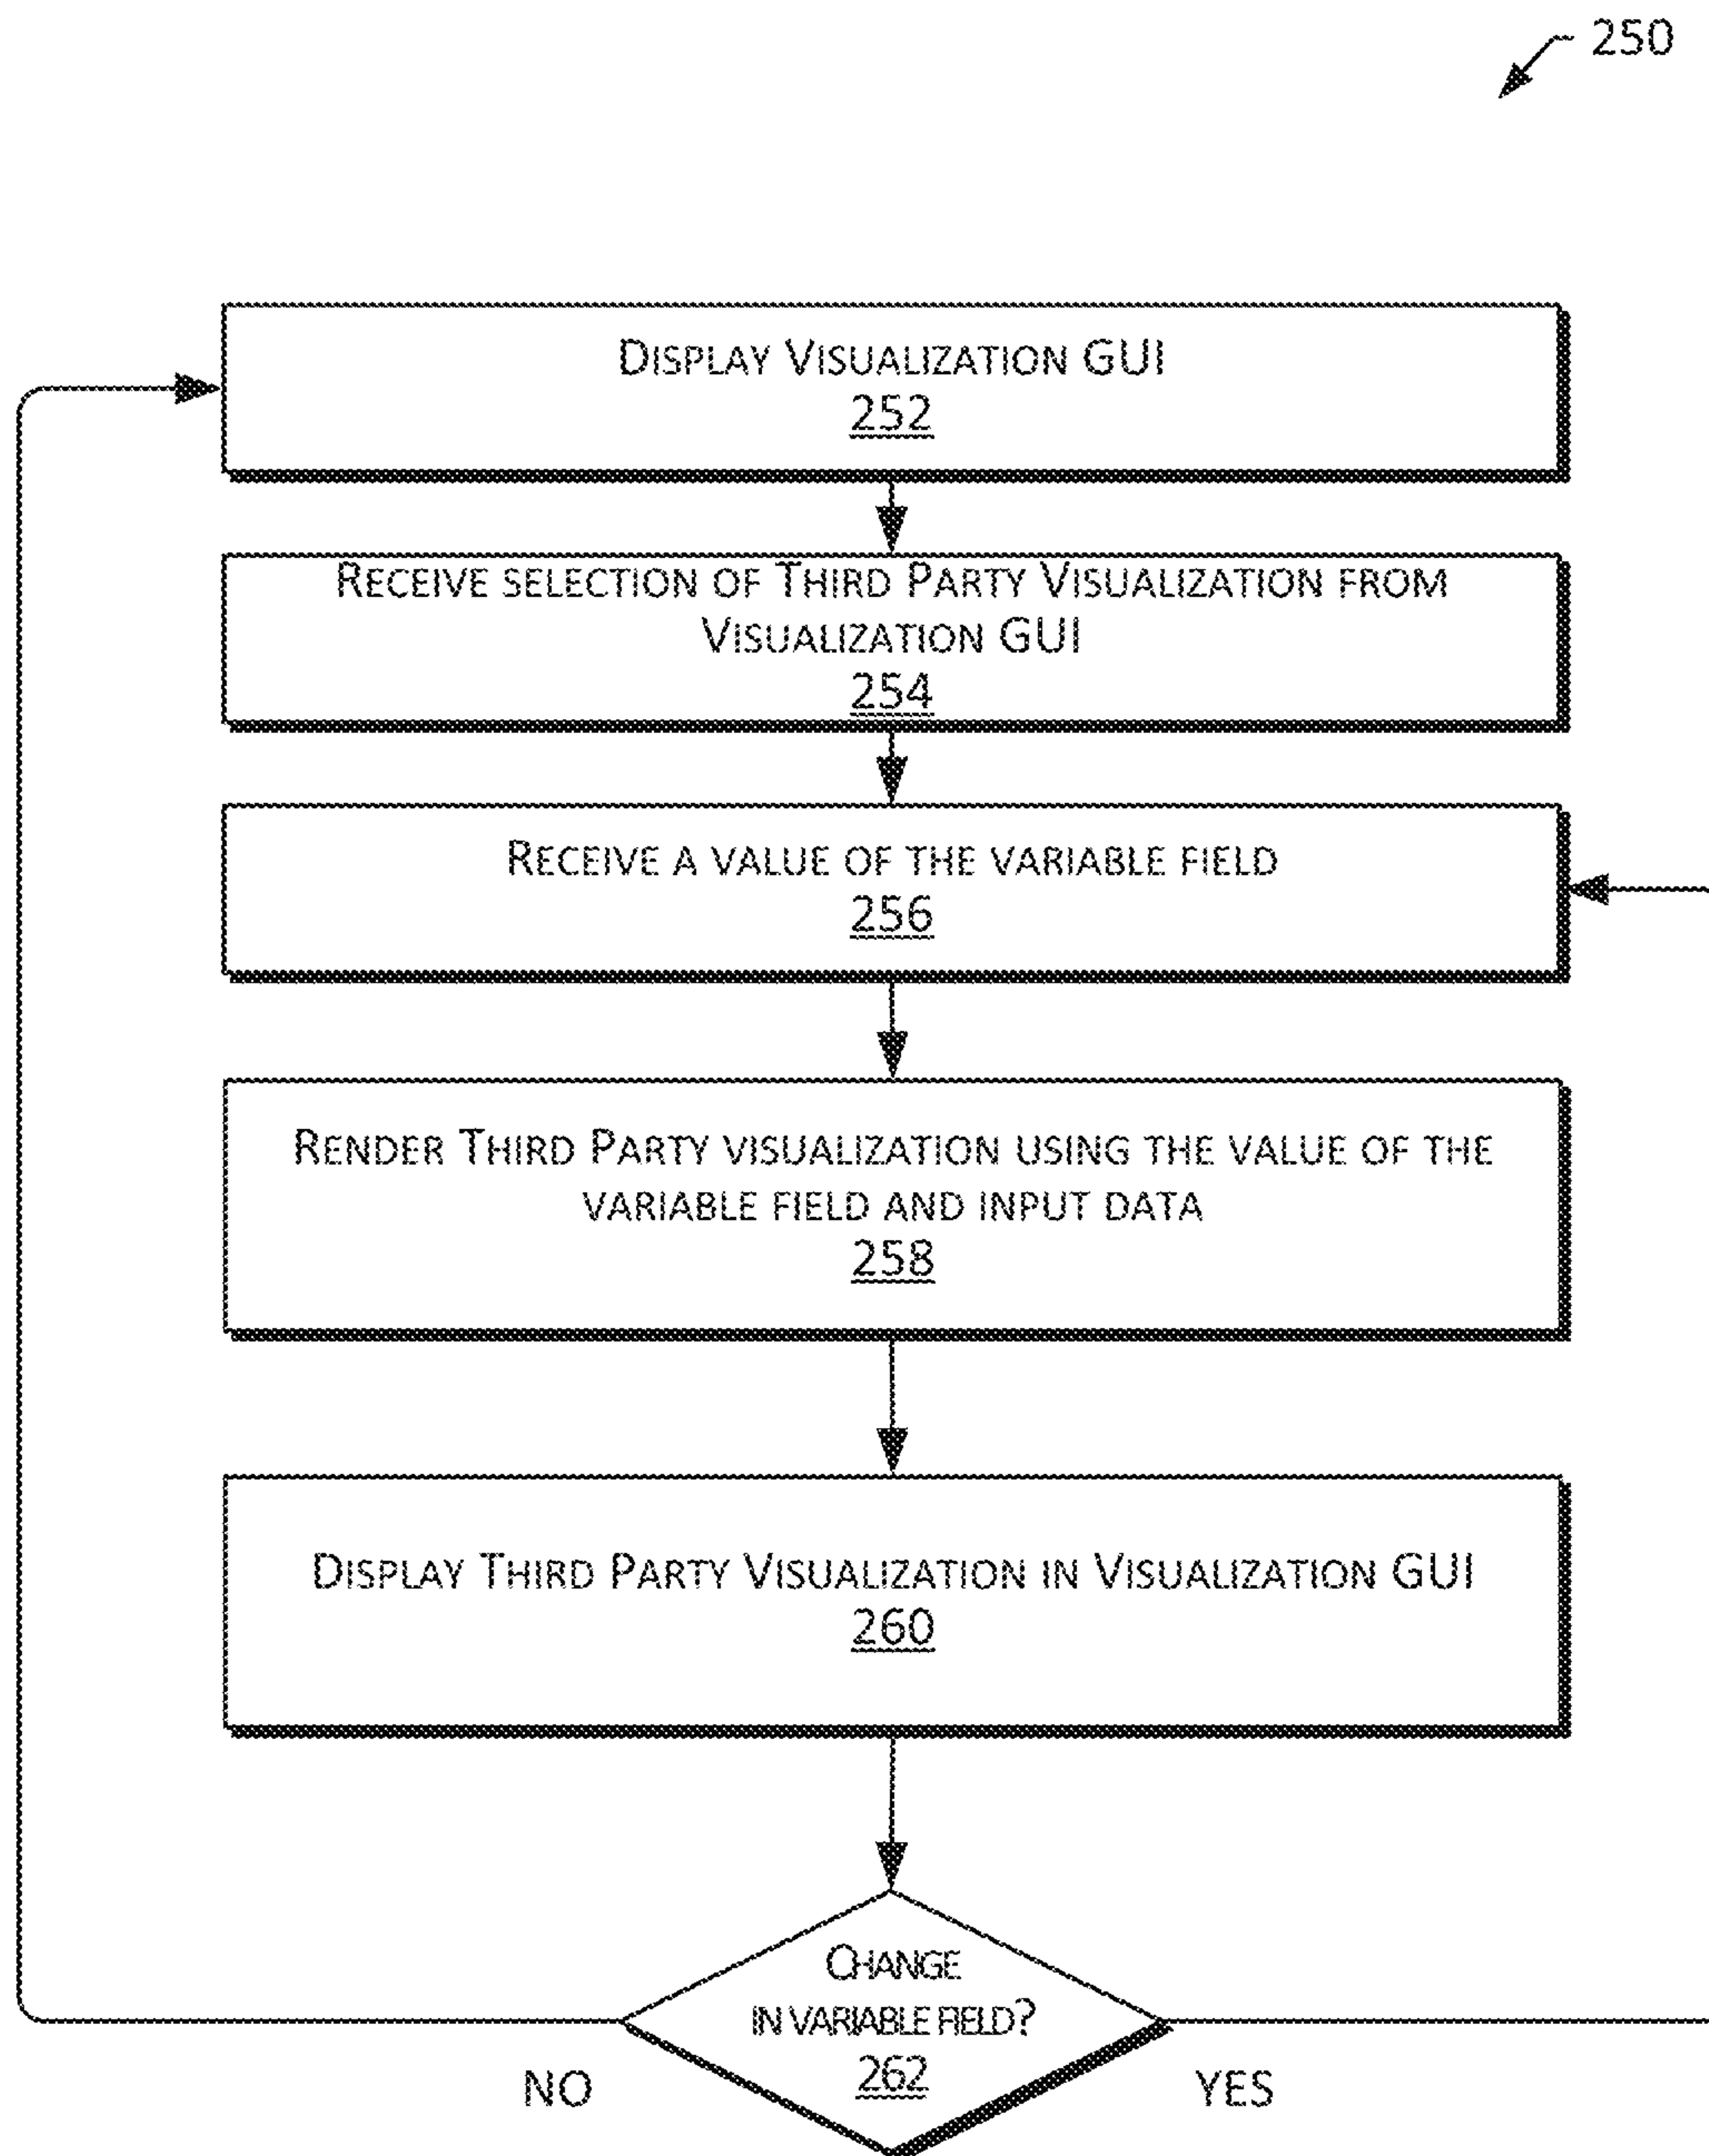 250
DISPLAY VISUALIZATION GUI
252
RECEIVE SELECTION OF THIRD PARTY VISUALIZATION FROM
VISUALIZATION GUI
254
RECEIVE A VALUE OF THE VARIABLE FIELD
256
RENDER THIRD PARTY VISUALIZATION USING THE VALUE OF THE
VARIABLE FIELD AND INPUT DATA
258
DISPLAY THIRD PARTY VISUALIZATION IN VISUALIZATION GUI
260
CHANGE
IN VARIABLE FIELD?
262
NO
YES